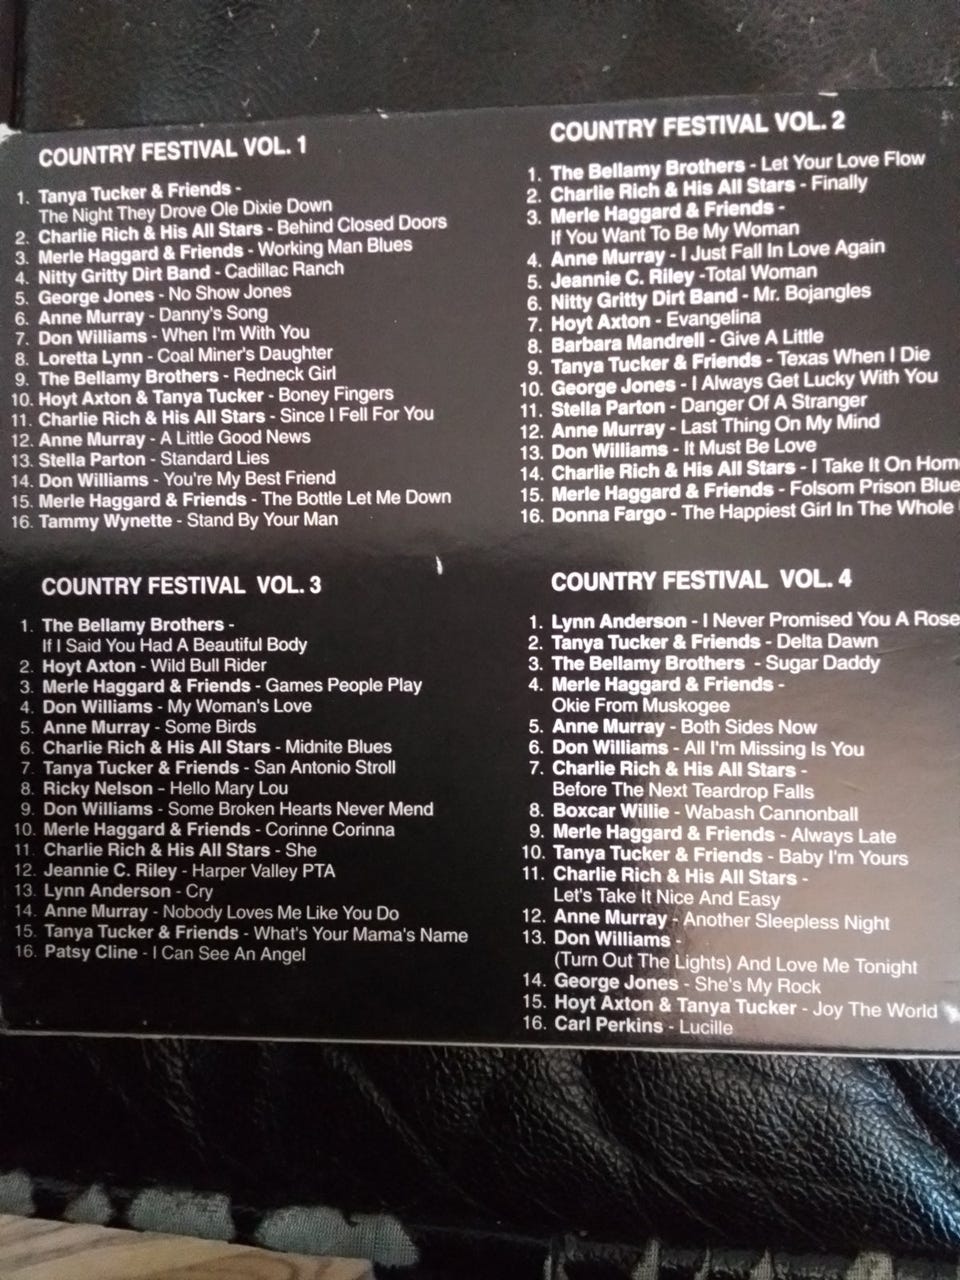 COUNTRY FESTIVAL VOL. 1
1. Tanya Tucker & Friends -
The Night They Drove Ole Dixie Down
2. Charlie Rich & His All Stars - Behind Closed Doors
3. Merle Haggard & Friends - Working Man Blues
4. Nitty Gritty Dirt Band - Cadillac Ranch
5. George Jones - No Show Jones
6. Anne Murray - Danny's Song
7. Don Williams - When I'm With You
8. Loretta Lynn - Coal Miner's Daughter
9. The Bellamy Brothers - Redneck Girl
10. Hoyt Axton & Tanya Tucker - Boney Fingers
11. Charlie Rich & His All Stars - Since I Fell For You
12. Anne Murray - A Little Good News
13. Stella Parton - Standard Lies
14. Don Williams - You're My Best Friend
15. Merle Haggard & Friends - The Bottle Let Me Down
16. Tammy Wynette - Stand By Your Man
COUNTRY FESTIVAL VOL. 2
1. The Bellamy Brothers - Let Your Love Flow
2. Charlie Rich & His All Stars - Finally
3. Merle Haggard & Friends -
If You Want To Be My Woman
4. Anne Murray - I Just Fall In Love Again
5. Jeannie C. Riley -Total Woman
6. Nitty Gritty Dirt Band - Mr. Bojangles
7. Hoyt Axton - Evangelina
8. Barbara Mandrell - Give A Little
9. Tanya Tucker & Friends - Texas When I Die
10. George Jones - I Always Get Lucky With You
11. Stella Parton - Danger Of A Stranger
12. Anne Murray - Last Thing On My Mind
13. Don Williams - It Must Be Love
14. Charlie Rich & His All Stars - I Take It On Hom
15. Merle Haggard & Friends - Folsom Prison Blue
16. Donna Fargo - The Happiest Girl In The Whole
COUNTRY FESTIVAL VOL. 3
1. The Bellamy Brothers -
If I Said You Had A Beautiful Body
2. Hoyt Axton - Wild Bull Rider
3. Merle Haggard & Friends - Games People Play
4. Don Williams - My Woman's Love
5. Anne Murray - Some Birds
6. Charlie Rich & His All Stars - Midnite Blues
7. Tanya Tucker & Friends - San Antonio Stroll
8. Ricky Nelson - Hello Mary Lou
9. Don Williams - Some Broken Hearts Never Mend
10. Merle Haggard & Friends - Corinne Corinna
11. Charlie Rich & His All Stars - She
12. Jeannie C. Riley - Harper Valley PTA
13. Lynn Anderson - Cry
14. Anne Murray - Nobody Loves Me Like You Do
15. Tanya Tucker & Friends - What's Your Mama's Name
16. Patsy Cline - I Can See An Angel
COUNTRY FESTIVAL VOL. 4
1. Lynn Anderson - I Never Promised You A Rose
2. Tanya Tucker & Friends - Delta Dawn
3. The Bellamy Brothers - Sugar Daddy
4. Merle Haggard & Friends -
Okie From Muskogee
5. Anne Murray - Both Sides Now
6. Don Williams - All I'm Missing Is You
7. Charlie Rich & His All Stars -
Before The Next Teardrop Falls
8. Boxcar Willie - Wabash Cannonball
9. Merle Haggard & Friends - Always Late
10. Tanya Tucker & Friends - Baby I'm Yours
11. Charlie Rich & His All Stars -
Let's Take It Nice And Easy
12. Anne Murray - Another Sleepless Night
13. Don Williams -
(Turn Out The Lights) And Love Me Tonight
14. George Jones - She's My Rock
15. Hoyt Axton & Tanya Tucker - Joy The World
16. Carl Perkins - Lucille